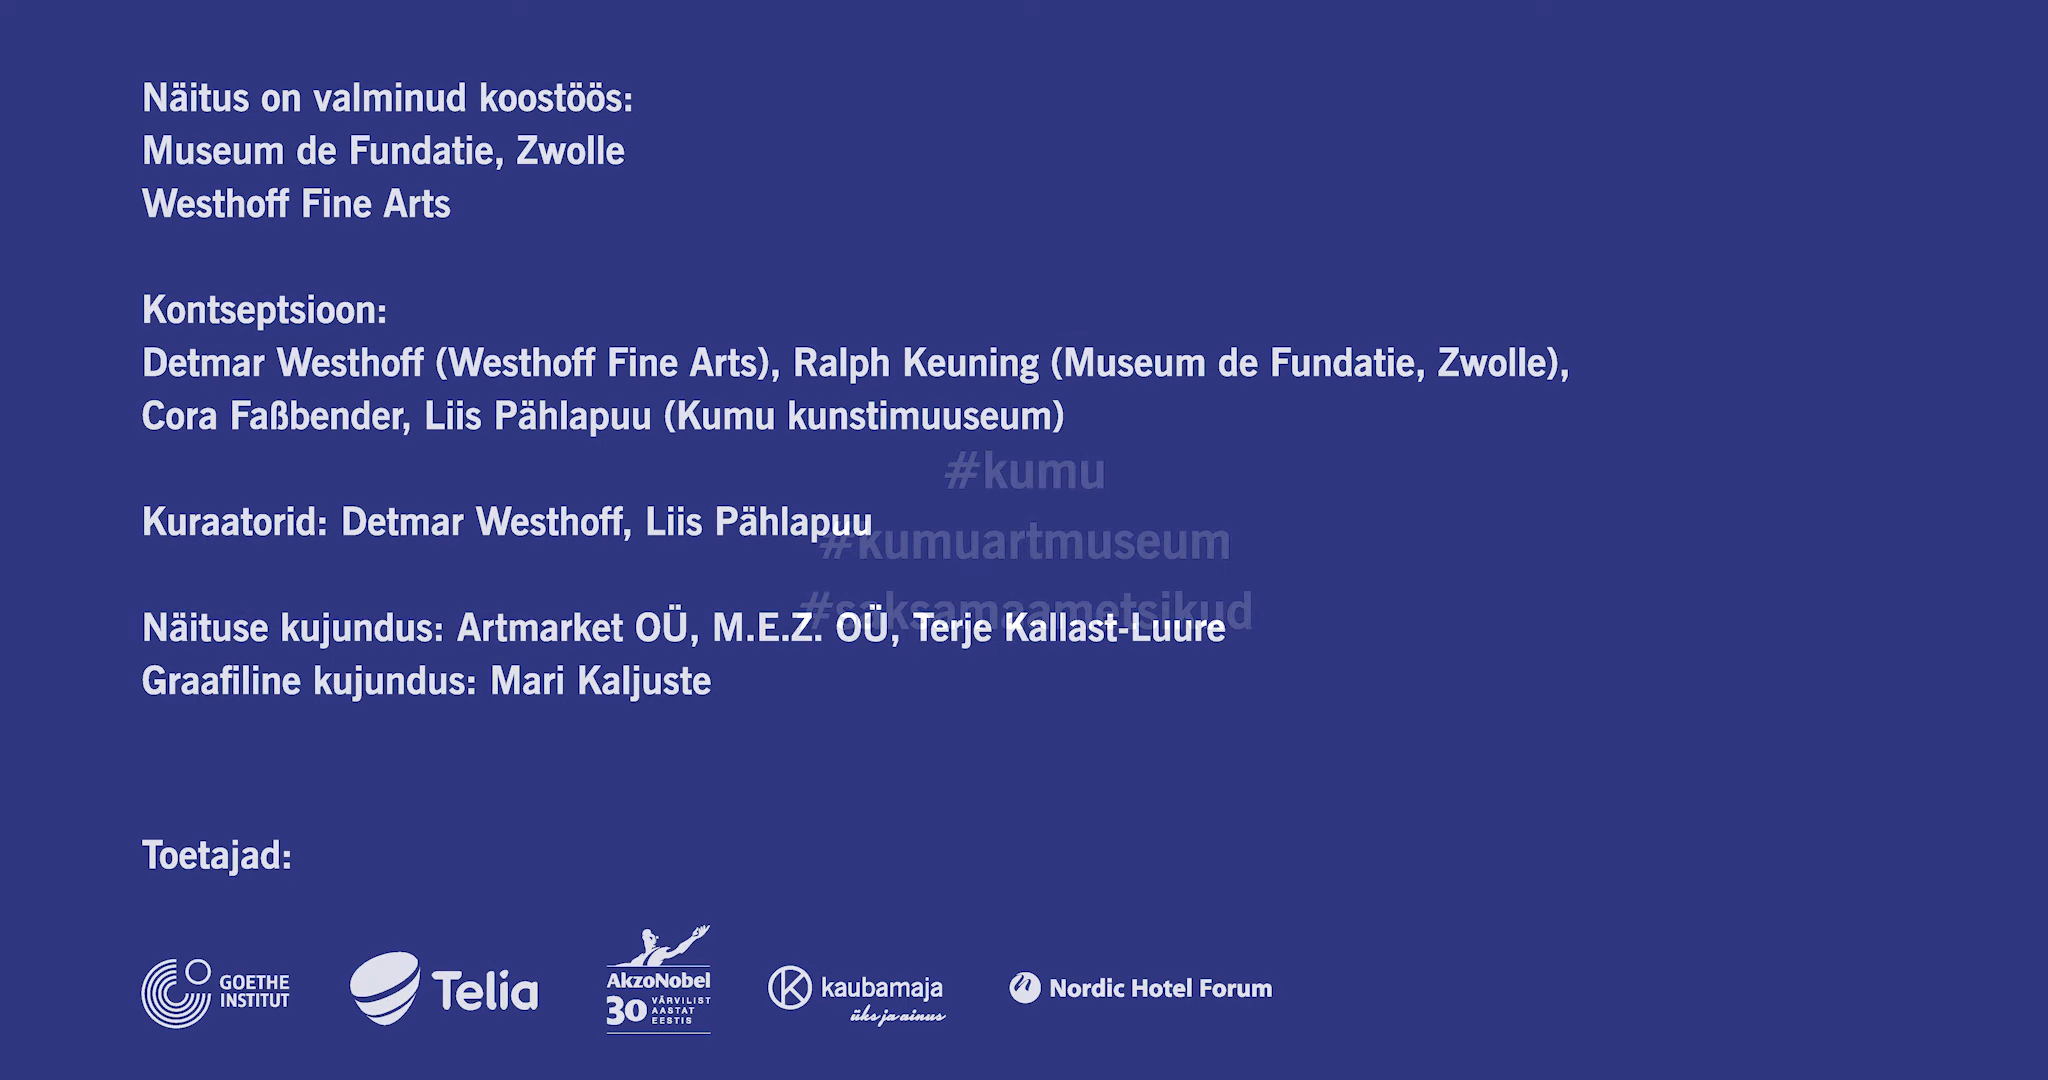 Näitus on valminud koostöös:
Museum de Fundatie, Zwolle
Westhoff Fine Arts
Kontseptsioon:
Detmar Westhoff (Westhoff Fine Arts), Ralph Keuning (Museum de Fundatie, Zwolle),
Cora Faßbender, Liis Pählapuu (Kumu kunstimuuseum)
#kumu
Kuraatorid: Detmar Westhoff, Liis Pählapuu
#kumuartmuseum
#saksamaametsikud
Näituse kujundus: Artmarket OÜ, M.E.Z. OÜ, Terje Kallast-Luure
Graafiline kujundus: Mari Kaljuste
Toetajad:
GOETHE
INSTITUT
Telia
AkzoNobel
30 VÄRVILIST
AASTAT
EESTIS
kaubamaja
üks ja ainus
Nordic Hotel Forum